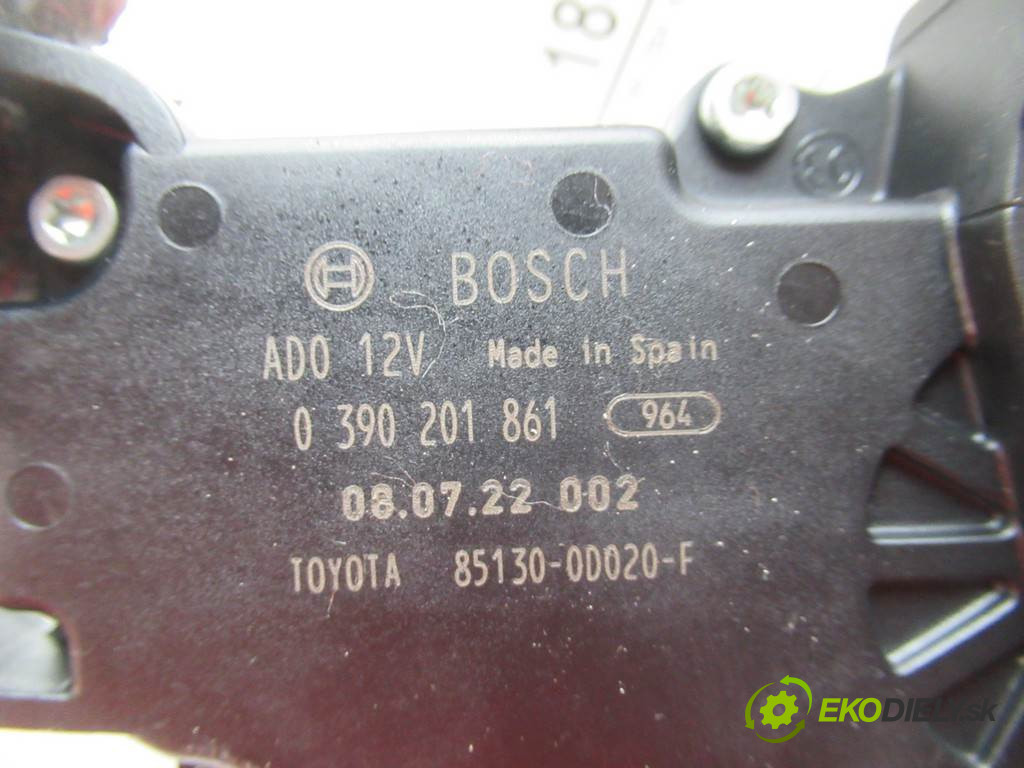 18
BOSCH
ADO 12V Made in Spain
0 390 201 861 964
08.07.22 002
TOYOTA 85130-0D020-F
EKODIELY.sk